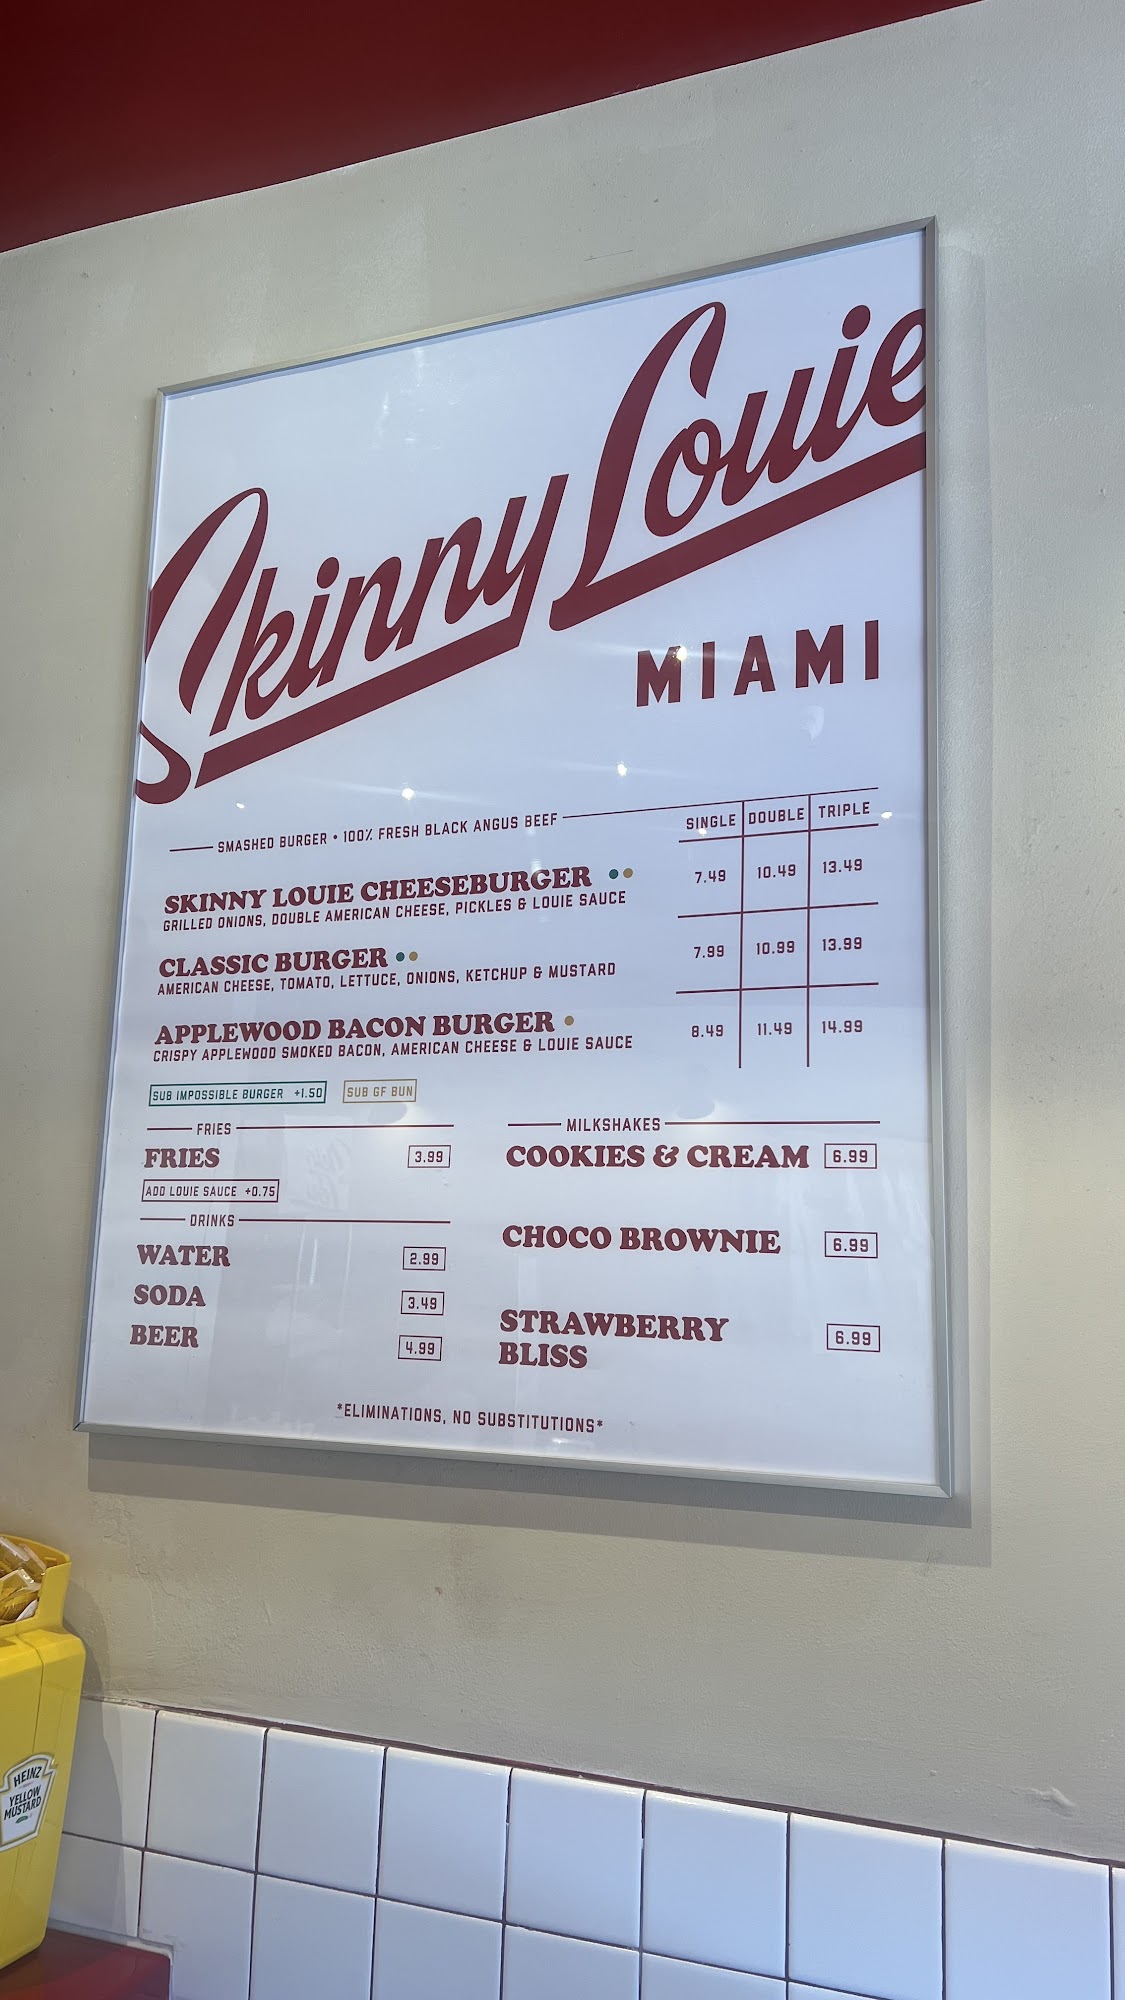 Skinny Louie
MIAMI
SMASHED BURGER • 100% FRESH BLACK ANGUS BEEF
SINGLE DOUBLE TRIPLE
SKINNY LOUIE CHEESEBURGER 7.49 10.49 13.49
GRILLED ONIONS, DOUBLE AMERICAN CHEESE, PICKLES & LOUIE SAUCE
CLASSIC BURGER 7.99 10.99 13.99
AMERICAN CHEESE, TOMATO, LETTUCE, ONIONS, KETCHUP & MUSTARD
APPLEWOOD BACON BURGER 8.49 11.49 14.99
CRISPY APPLEWOOD SMOKED BACON, AMERICAN CHEESE & LOUIE SAUCE
SUB IMPOSSIBLE BURGER +1.50 SUB GF BUN
FRIES
FRIES 3.99
ADD LOUIE SAUCE +0.75
DRINKS
WATER 2.99
SODA 3.49
BEER 4.99
MILKSHAKES
COOKIES & CREAM 6.99
CHOCO BROWNIE 6.99
STRAWBERRY
BLISS 6.99
*ELIMINATIONS, NO SUBSTITUTIONS*
HEINZ
YELLOW
MUSTARD